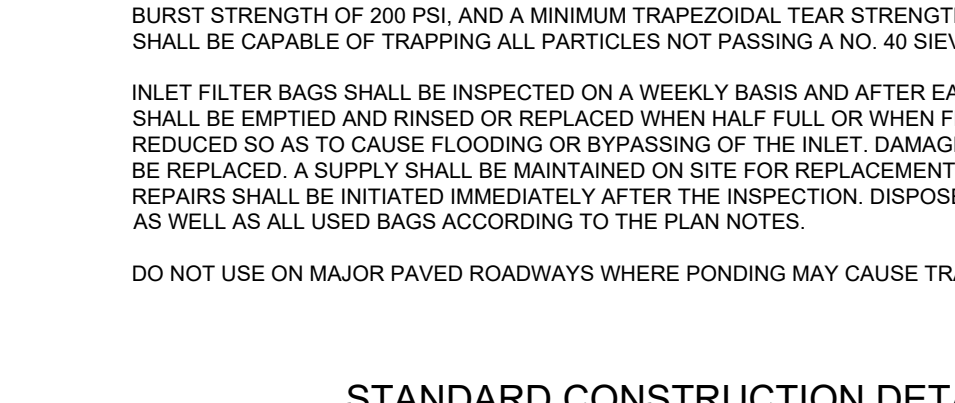 BURST STRENGTH OF 200 PSI, AND A MINIMUM TRAPEZOIDAL TEAR
SHALL BE CAPABLE OF TRAPPING ALL PARTICLES NOT PASSING A NO. 40
INLET FILTER BAGS SHALL BE INSPECTED ON A WEEKLY BASIS AND AFTER
SHALL BE EMPTIED AND RINSED OR REPLACED WHEN HALF FULL OR WHEN
REDUCED SO AS TO CAUSE FLOODING OR BYPASSING OF THE INLET.
BE REPLACED. A SUPPLY SHALL BE MAINTAINED ON SITE FOR REPLACEMENT
REPAIRS SHALL BE INITIATED IMMEDIATELY AFTER THE INSPECTION. DISPOSE
AS WELL AS ALL USED BAGS ACCORDING TO THE PLAN NOTES.
DO NOT USE ON MAJOR PAVED ROADWAYS WHERE PONDING MAY CAUSE
STANDARD CONSTRUCTION